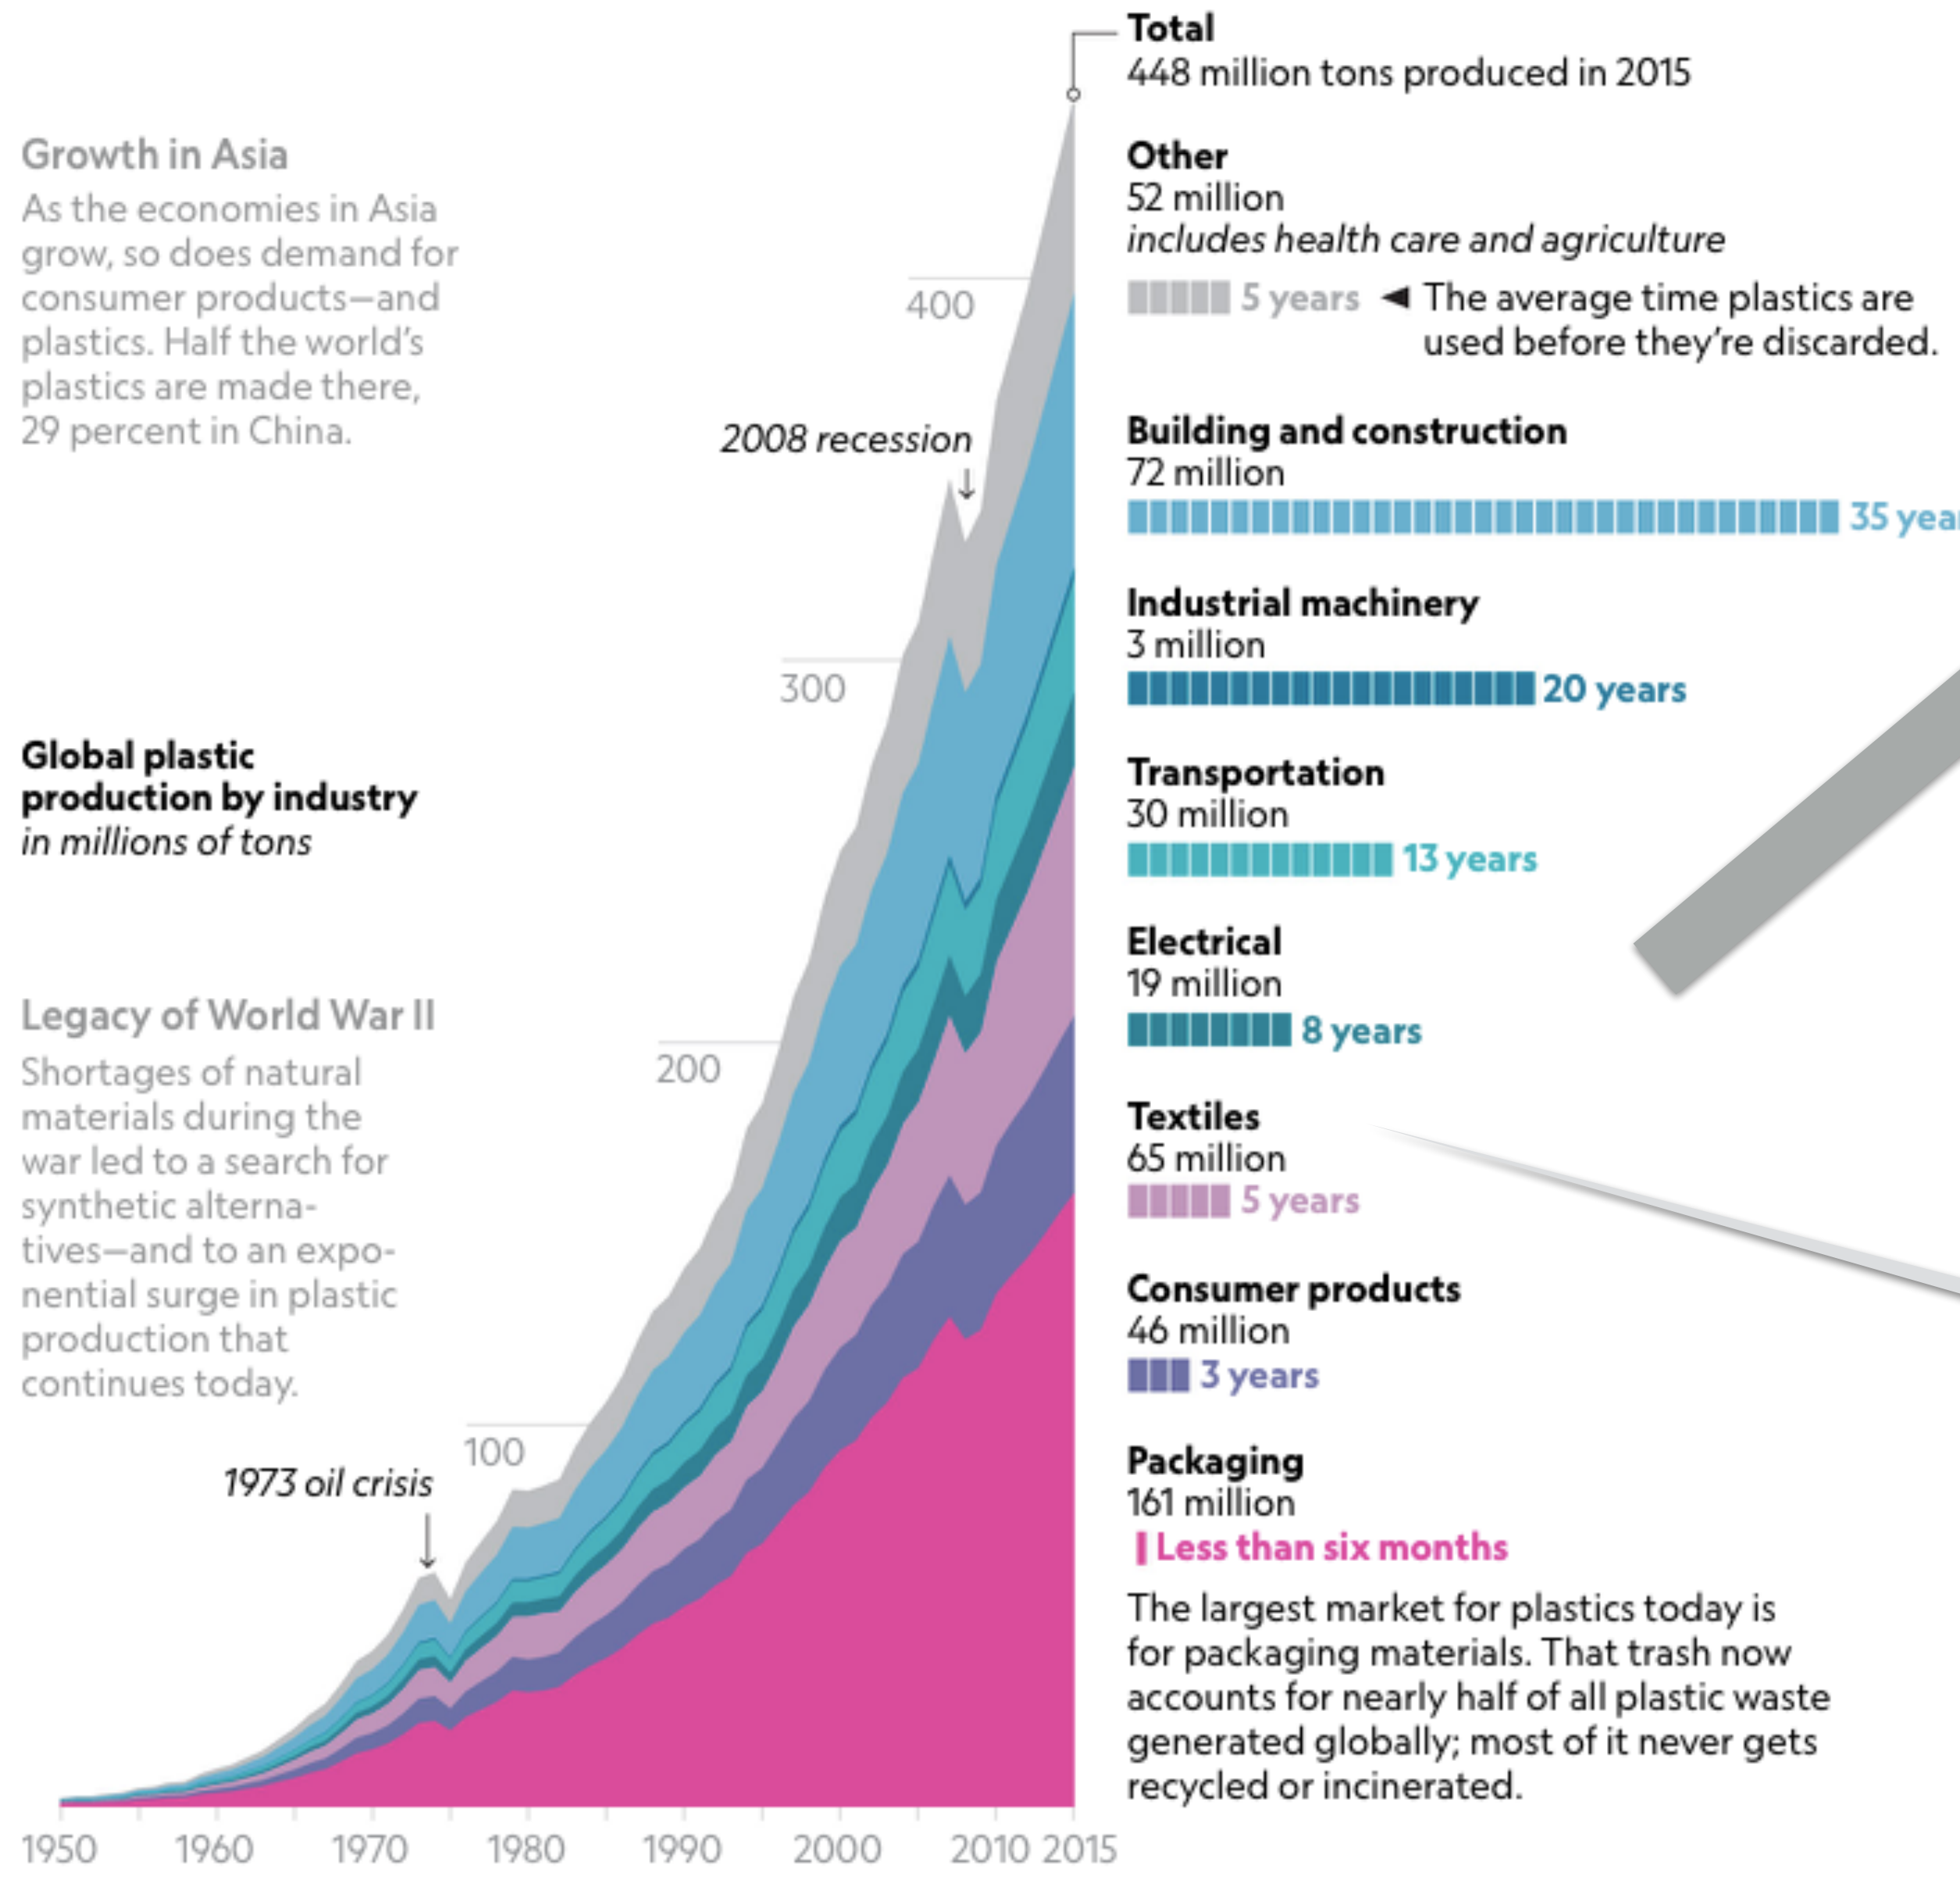 Total
448 million tons produced in 2015
Growth in Asia
As the economies in Asia
grow, so does demand for
consumer products—and
plastics. Half the world's
plastics are made there,
29 percent in China.
Other
52 million
includes health care and agriculture
5 years ◄ The average time plastics are
used before they're discarded.
400
2008 recession
Building and construction
72 million
35 yea
Industrial machinery
3 million
20 years
300
Global plastic
production by industry
in millions of tons
Transportation
30 million
13 years
Electrical
19 million
8 years
Legacy of World War II
Shortages of natural
materials during the
war led to a search for
synthetic alterna-
tives—and to an expo-
nential surge in plastic
production that
continues today.
200
Textiles
65 million
5 years
Consumer products
46 million
3 years
100
1973 oil crisis
Packaging
161 million
Less than six months
The largest market for plastics today is
for packaging materials. That trash now
accounts for nearly half of all plastic waste
generated globally; most of it never gets
recycled or incinerated.
1950 1960 1970 1980 1990 2000 2010 2015